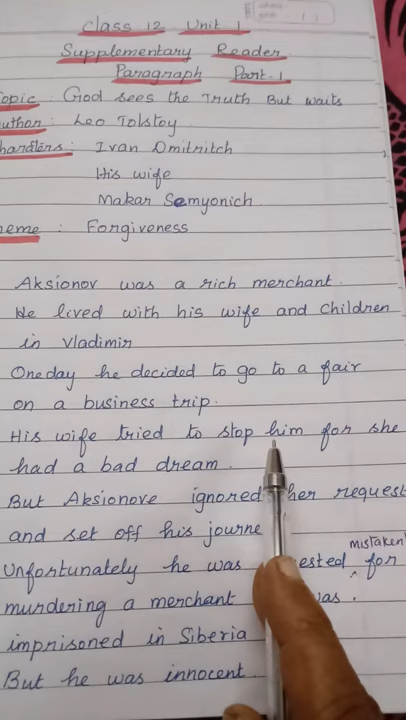 Class 12 Unit 1
Supplementary Reader
Paragraph Part-1
opic : God sees the Truth But waits
uthor : Leo Tolstoy
handlers : Ivan Dmitritch
His wife
Makar Semyonich
eme : Forgiveness
Aksionov was a rich merchant.
He lived with his wife and children
in Vladimir
Oneday he decided to go to a fair
on a business trip.
His wife tried to stop him for she
had a bad dream.
But Aksionove ignored her request
and set off his journe
mistaken
Unfortunately he was ested for
murdering a merchant was.
imprisoned in Siberia
But he was innocent.